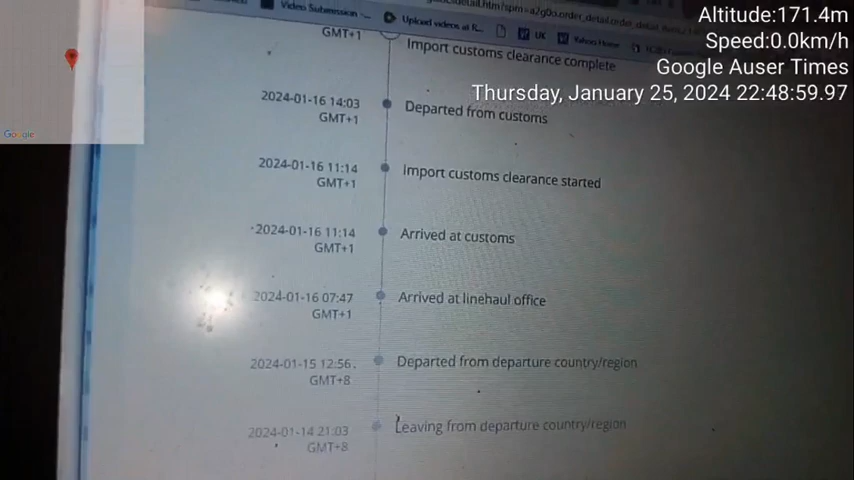 Video Submission
Upload videos at R...
UK
Yahoo Home
Altitude:171.4m
Speed:0.0km/h
Google Auser Times
Thursday, January 25, 2024 22:48:59.97
Google
GMT+1
Import customs clearance complete
2024-01-16 14:03
GMT+1
Departed from customs
2024-01-16 11:14
GMT+1
Import customs clearance started
2024-01-16 11:14
GMT+1
Arrived at customs
2024-01-16 07:47
GMT+1
Arrived at linehaul office
2024-01-15 12:56
GMT+8
Departed from departure country/region
2024-01-14 21:03
GMT+8
Leaving from departure country/region